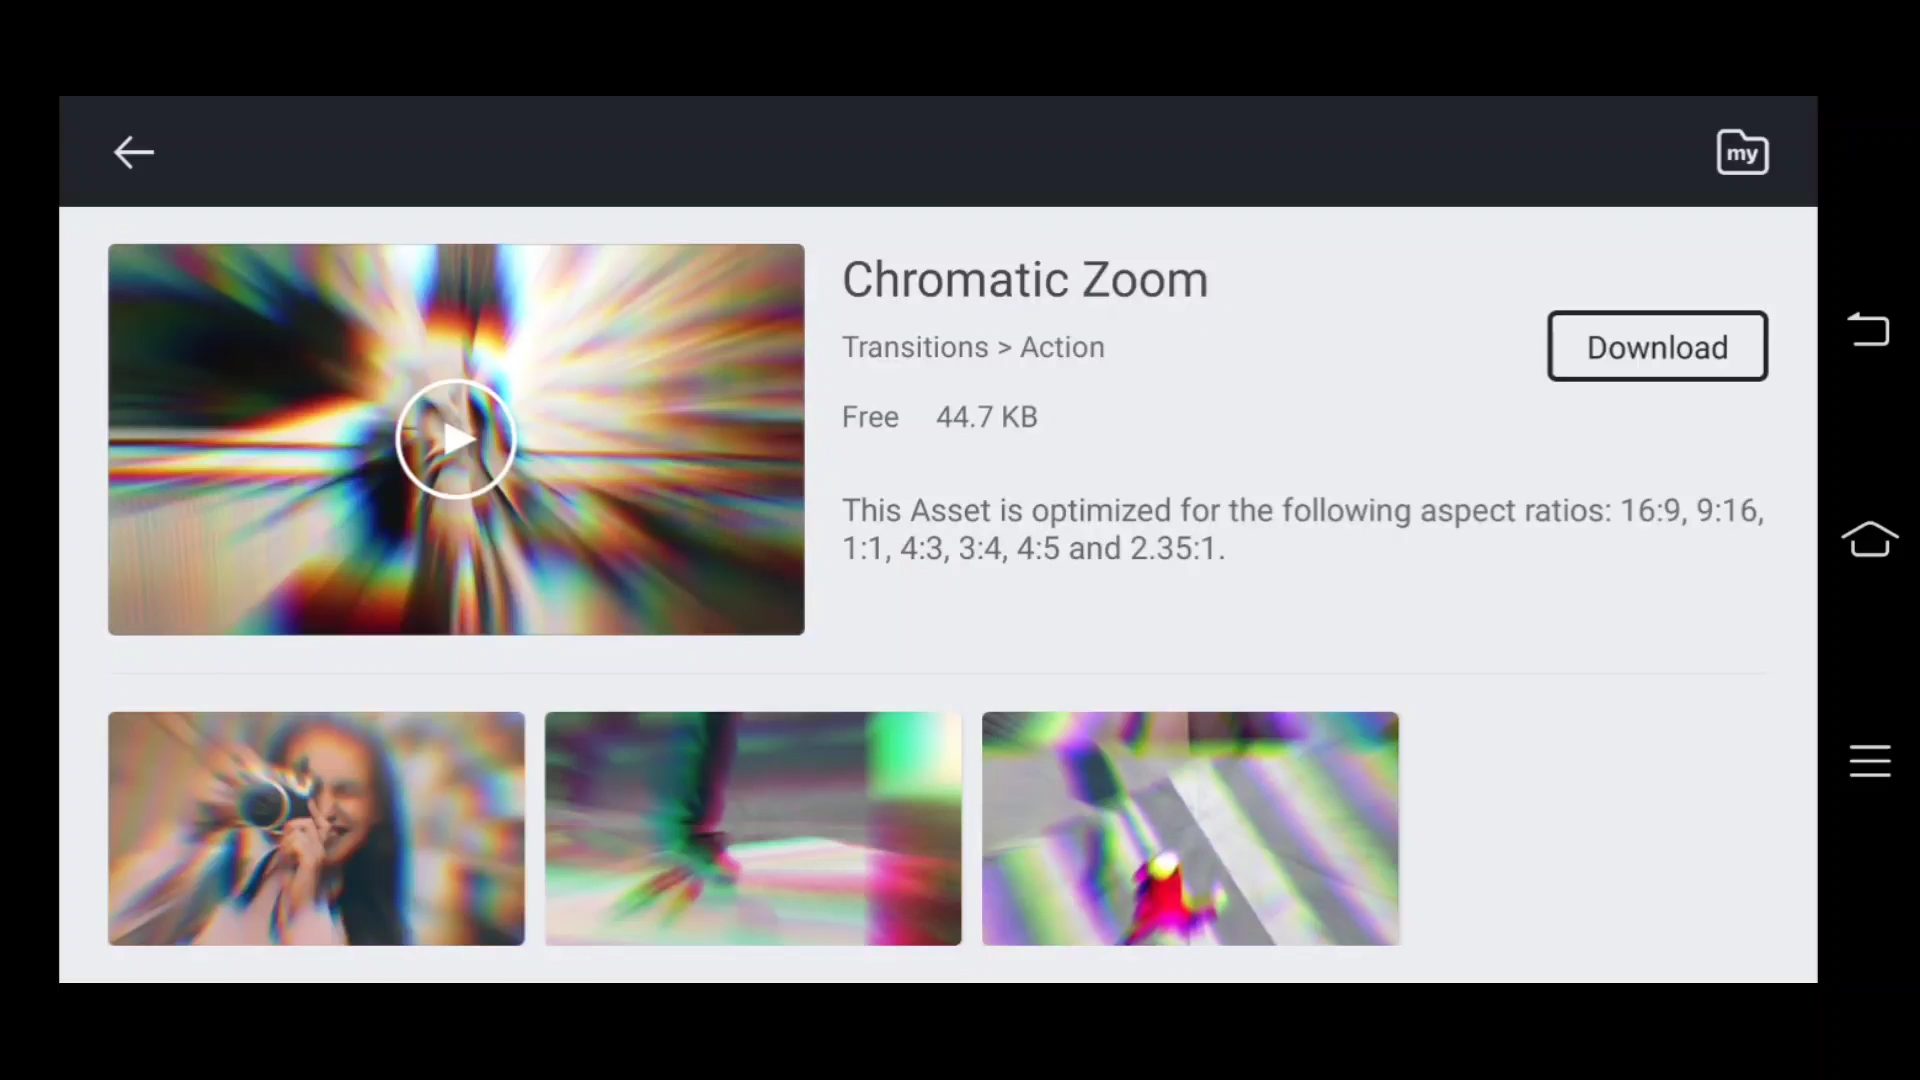 my
Chromatic Zoom
Transitions > Action
Download
Free 44.7 KB
This Asset is optimized for the following aspect ratios: 16:9, 9:16,
1:1, 4:3, 3:4, 4:5 and 2.35:1.